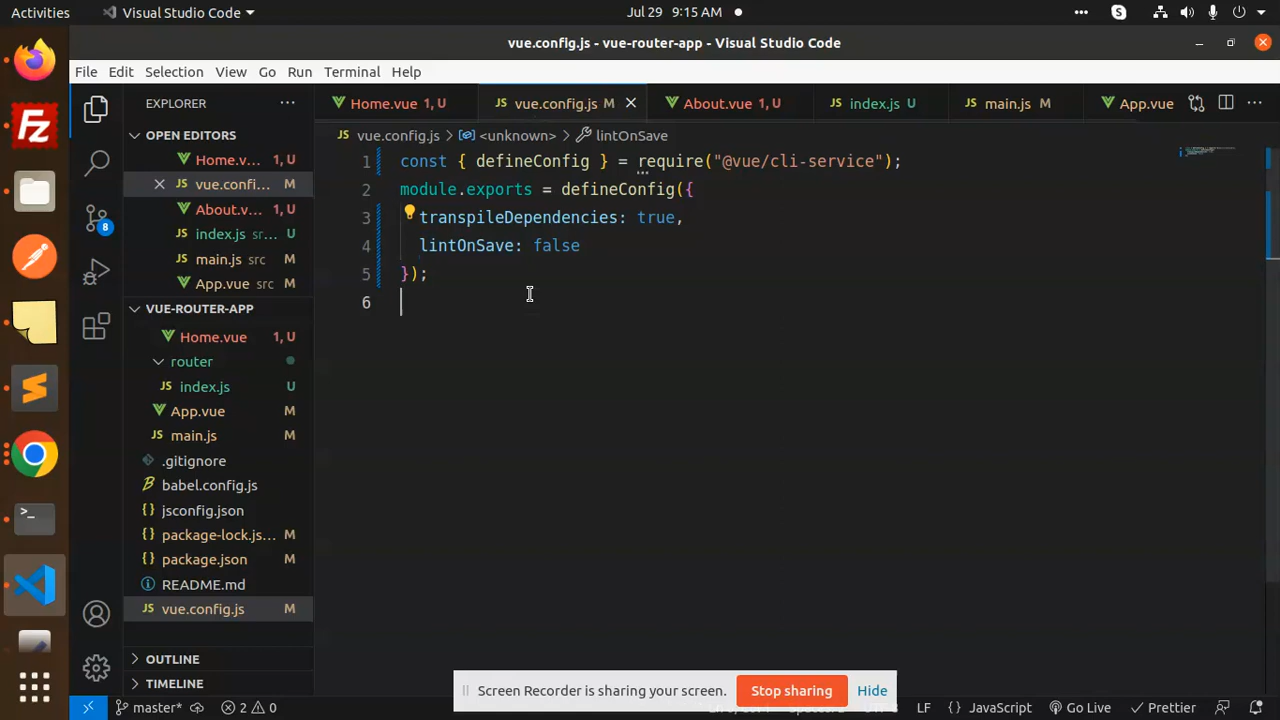 Activities
Visual Studio Code
Jul 29 9:15 AM
vue.config.js - vue-router-app - Visual Studio Code
File Edit Selection View Go Run Terminal Help
EXPLORER
Home.vue 1, U
vue.config.js M
About.vue 1, U
index.js U
main.js M
App.vue
OPEN EDITORS
Home.v... 1, U
vue.confi... M
About.v... 1, U
index.js sr... U
main.js src M
App.vue src M
VUE-ROUTER-APP
Home.vue 1, U
router
index.js U
App.vue M
main.js M
.gitignore
babel.config.js
jsconfig.json
package-lock.js... M
package.json M
README.md
vue.config.js M
OUTLINE
TIMELINE
vue.config.js > <unknown> > lintOnSave
1 const { defineConfig } = require("@vue/cli-service");
2 module.exports = defineConfig({
3 transpileDependencies: true,
4 lintOnSave: false
5 });
6
8
Screen Recorder is sharing your screen.
Stop sharing
Hide
master*
2 0
LF
JavaScript
Go Live
Prettier